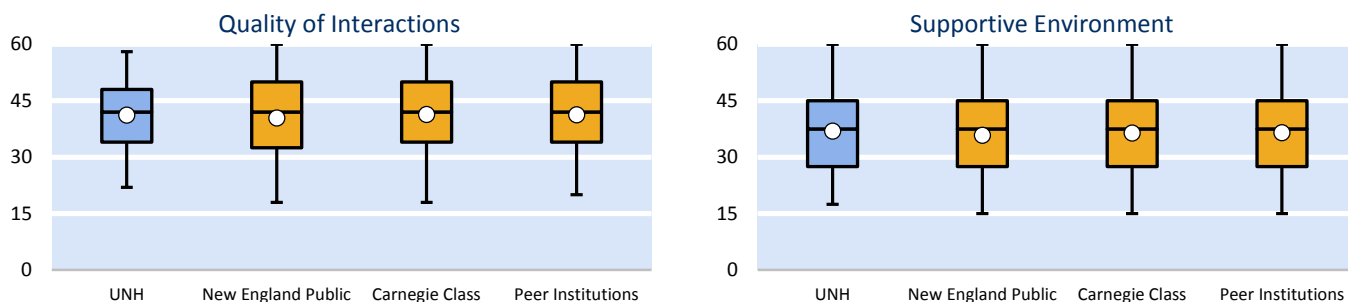 Quality of Interactions
60
45
30
15
0
UNH
New England Public
Carnegie Class
Peer Institutions
Supportive Environment
60
45
30
15
0
UNH
New England Public
Carnegie Class
Peer Institutions